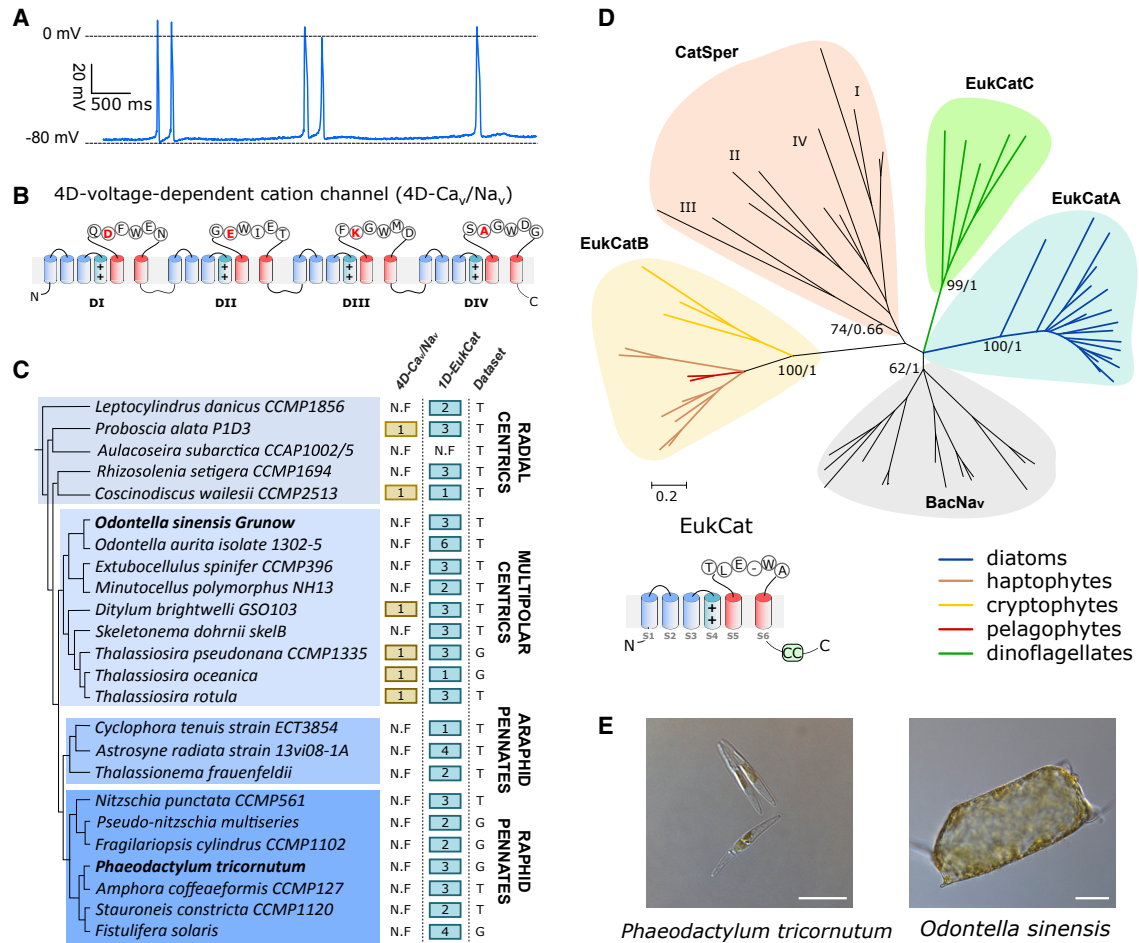 A
0 mV
20 mV
500 ms
-80 mV
B
4D-voltage-dependent cation channel (4D-Cav/Nav)
Q D F W E N
G E W I E T
F K G W M D
S A G W D G
++ ++ ++ ++
N
DI DII DIII DIV
C
C
4D-Cav/Nav 1D-EukCat Dataset
Leptocylindrus danicus CCMP1856 N.F 2 T
Proboscia alata P1D3 1 3 T
Aulacoseira subarctica CCAP1002/5 N.F N.F T
Rhizosolenia setigera CCMP1694 N.F 3 T
Coscinodiscus wailesii CCMP2513 1 1 T
RADIAL CENTRICS
Odontella sinensis Grunow N.F 3 T
Odontella aurita isolate 1302-5 N.F 6 T
Extubocellulus spinifer CCMP396 N.F 3 T
Minutocellus polymorphus NH13 N.F 2 T
Ditylum brightwelli GSO103 1 3 T
Skeletonema dohrnii skelB N.F 3 T
Thalassiosira pseudonana CCMP1335 1 3 G
Thalassiosira oceanica 1 1 G
Thalassiosira rotula 1 3 T
MULTIPOLAR CENTRICS
Cyclophora tenuis strain ECT3854 N.F 1 T
Astrosyne radiata strain 13vi08-1A N.F 4 T
Thalassionema frauenfeldii N.F 2 T
ARAPHID PENNATES
Nitzschia punctata CCMP561 N.F 3 T
Pseudo-nitzschia multiseries N.F 2 G
Fragilariopsis cylindrus CCMP1102 N.F 2 G
Phaeodactylum tricornutum N.F 3 G
Amphora coffeaeformis CCMP127 N.F 3 T
Stauroneis constricta CCMP1120 N.F 2 T
Fistulifera solaris N.F 4 G
RAPHID PENNATES
D
CatSper
I
II
III
IV
EukCatC
99/1
EukCatA
100/1
EukCatB
100/1
74/0.66
62/1
BacNav
0.2
EukCat
T L E - W A
++
S1 S2 S3 S4 S5 S6
N
CC
C
diatoms
haptophytes
cryptophytes
pelagophytes
dinoflagellates
E
Phaeodactylum tricornutum
Odontella sinensis